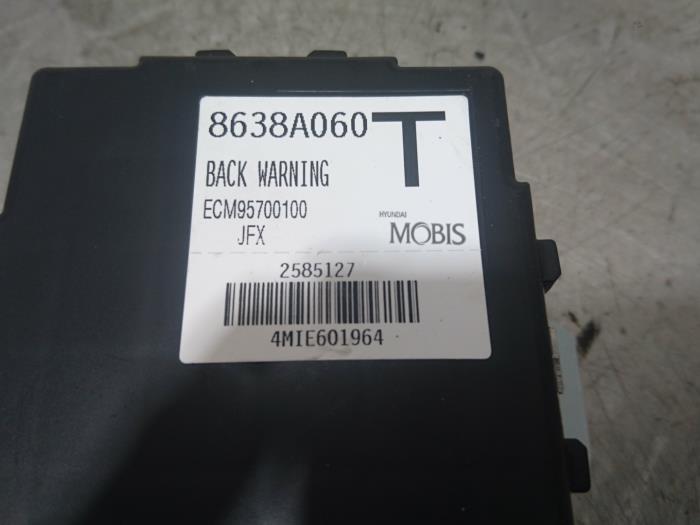 8638A060 T
BACK WARNING
ECM95700100
JFX
HYUNDAI
MOBIS
2585127
4MIE601964